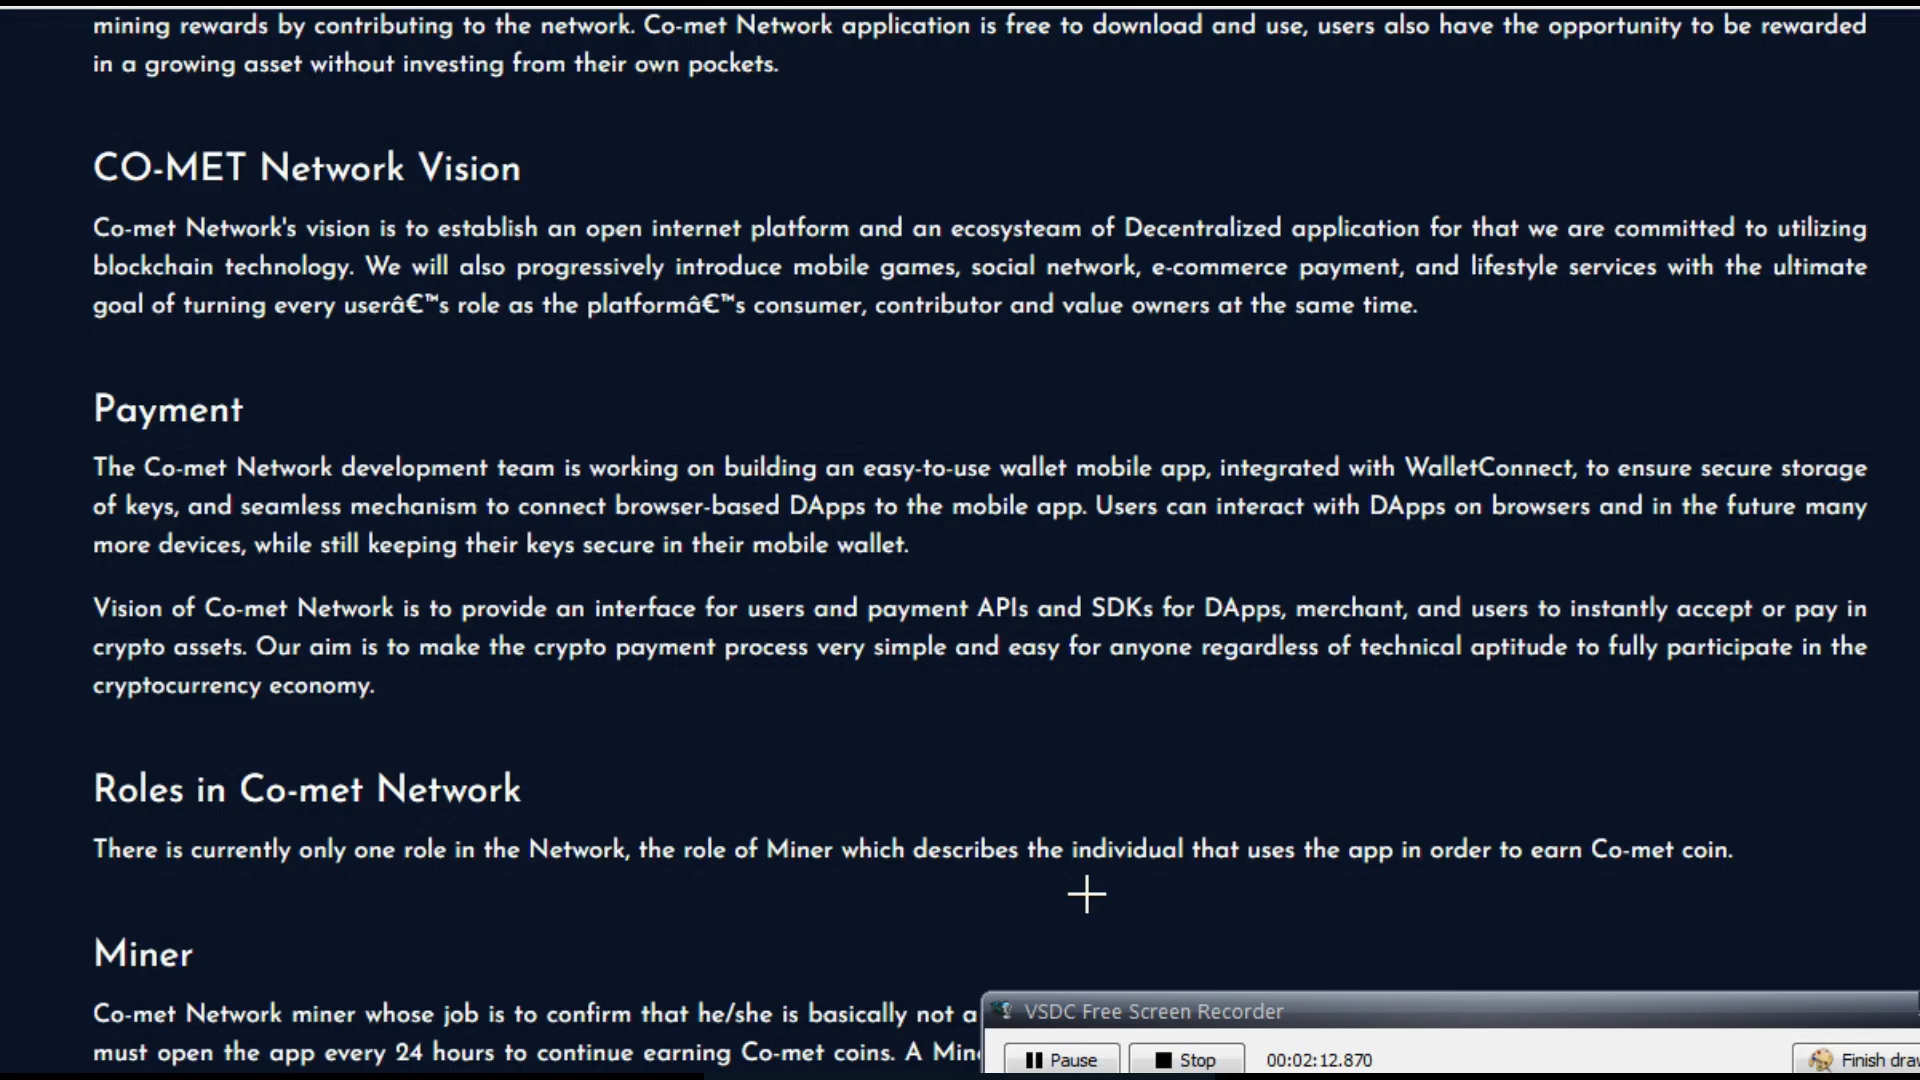 mining rewards by contributing to the network. Co-met Network application is free to download and use, users also have the opportunity to be rewarded
in a growing asset without investing from their own pockets.
CO-MET Network Vision
Co-met Network's vision is to establish an open internet platform and an ecosysteam of Decentralized application for that we are committed to utilizing
blockchain technology. We will also progressively introduce mobile games, social network, e-commerce payment, and lifestyle services with the ultimate
goal of turning every userâ€™s role as the platformâ€™s consumer, contributor and value owners at the same time.
Payment
The Co-met Network development team is working on building an easy-to-use wallet mobile app, integrated with WalletConnect, to ensure secure storage
of keys, and seamless mechanism to connect browser-based DApps to the mobile app. Users can interact with DApps on browsers and in the future many
more devices, while still keeping their keys secure in their mobile wallet.
Vision of Co-met Network is to provide an interface for users and payment APIs and SDKs for DApps, merchant, and users to instantly accept or pay in
crypto assets. Our aim is to make the crypto payment process very simple and easy for anyone regardless of technical aptitude to fully participate in the
cryptocurrency economy.
Roles in Co-met Network
There is currently only one role in the Network, the role of Miner which describes the individual that uses the app in order to earn Co-met coin.
Miner
Co-met Network miner whose job is to confirm that he/she is basically not a
must open the app every 24 hours to continue earning Co-met coins. A
VSDC Free Screen Recorder
Pause Stop 00:02:12.870 Finish